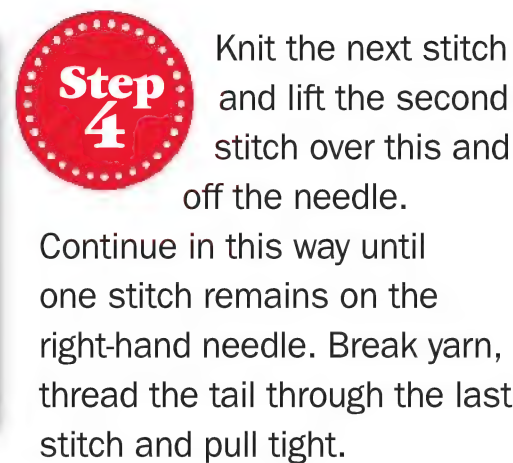 Step
4
Knit the next stitch
and lift the second
stitch over this and
off the needle.
Continue in this way until
one stitch remains on the
right-hand needle. Break yarn,
thread the tail through the last
stitch and pull tight.